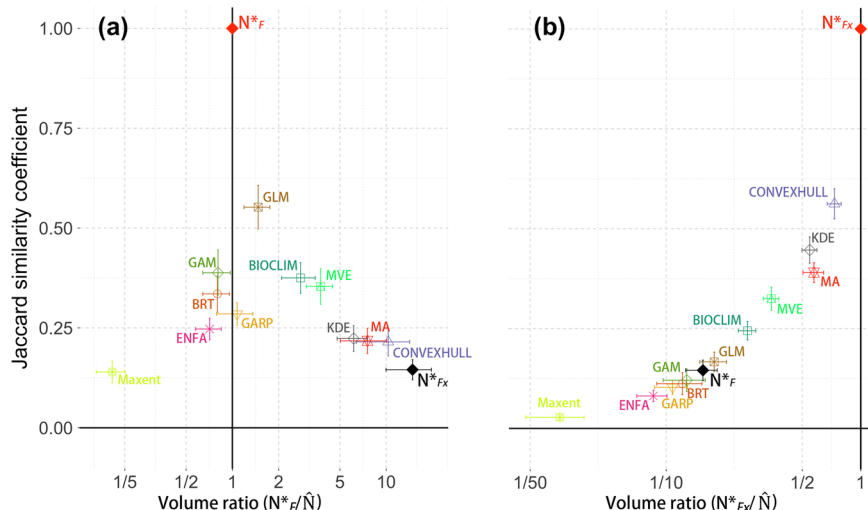 (a)
N*F
(b)
N*Fx
1.00
0.75
0.50
0.25
0.00
Jaccard similarity coefficient
GLM
GAM
BIOCLIM
MVE
BRT
GARP
ENFA
KDE
MA
CONVEXHULL
Maxent
N*Fx
1/5
1/2
1
2
5
10
Volume ratio (N*F/N̂)
CONVEXHULL
KDE
MA
MVE
BIOCLIM
GLM
GAM
N*F
BRT
GARP
ENFA
Maxent
1/50
1/10
1/2
1
Volume ratio (N*Fx/N̂)